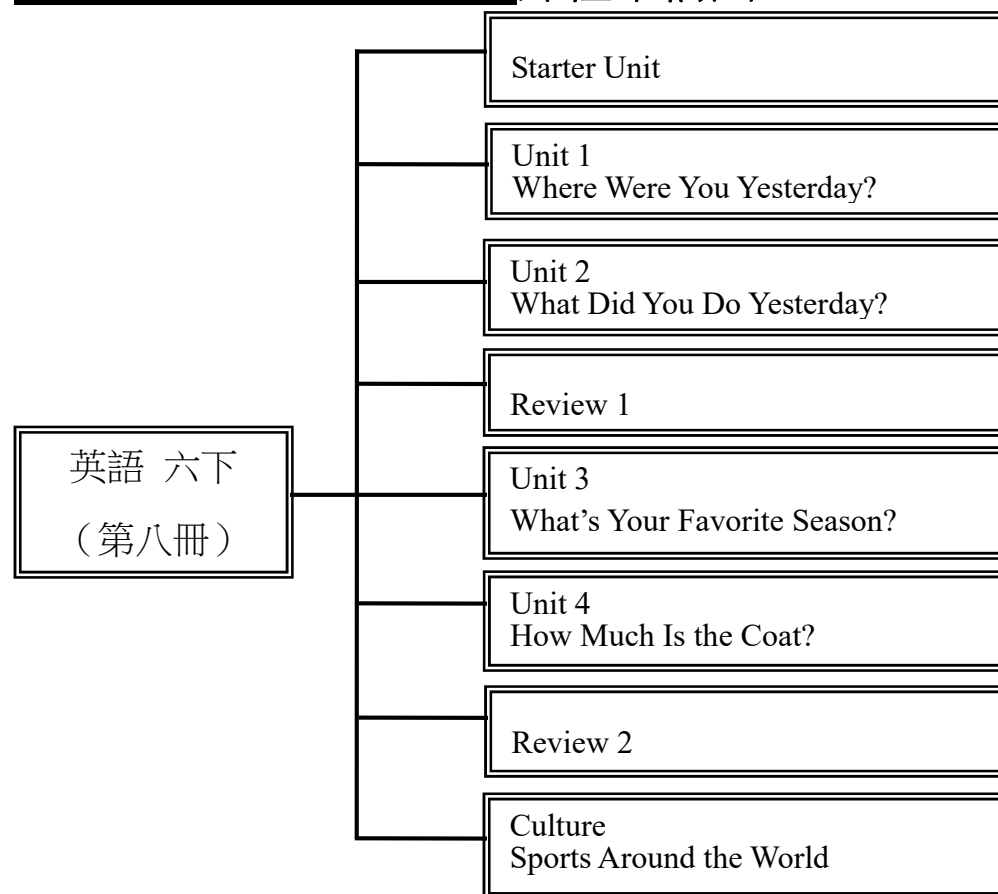 Starter Unit
Unit 1
Where Were You Yesterday?
Unit 2
What Did You Do Yesterday?
Review 1
英語 六下
（第八冊）
Unit 3
What’s Your Favorite Season?
Unit 4
How Much Is the Coat?
Review 2
Culture
Sports Around the World